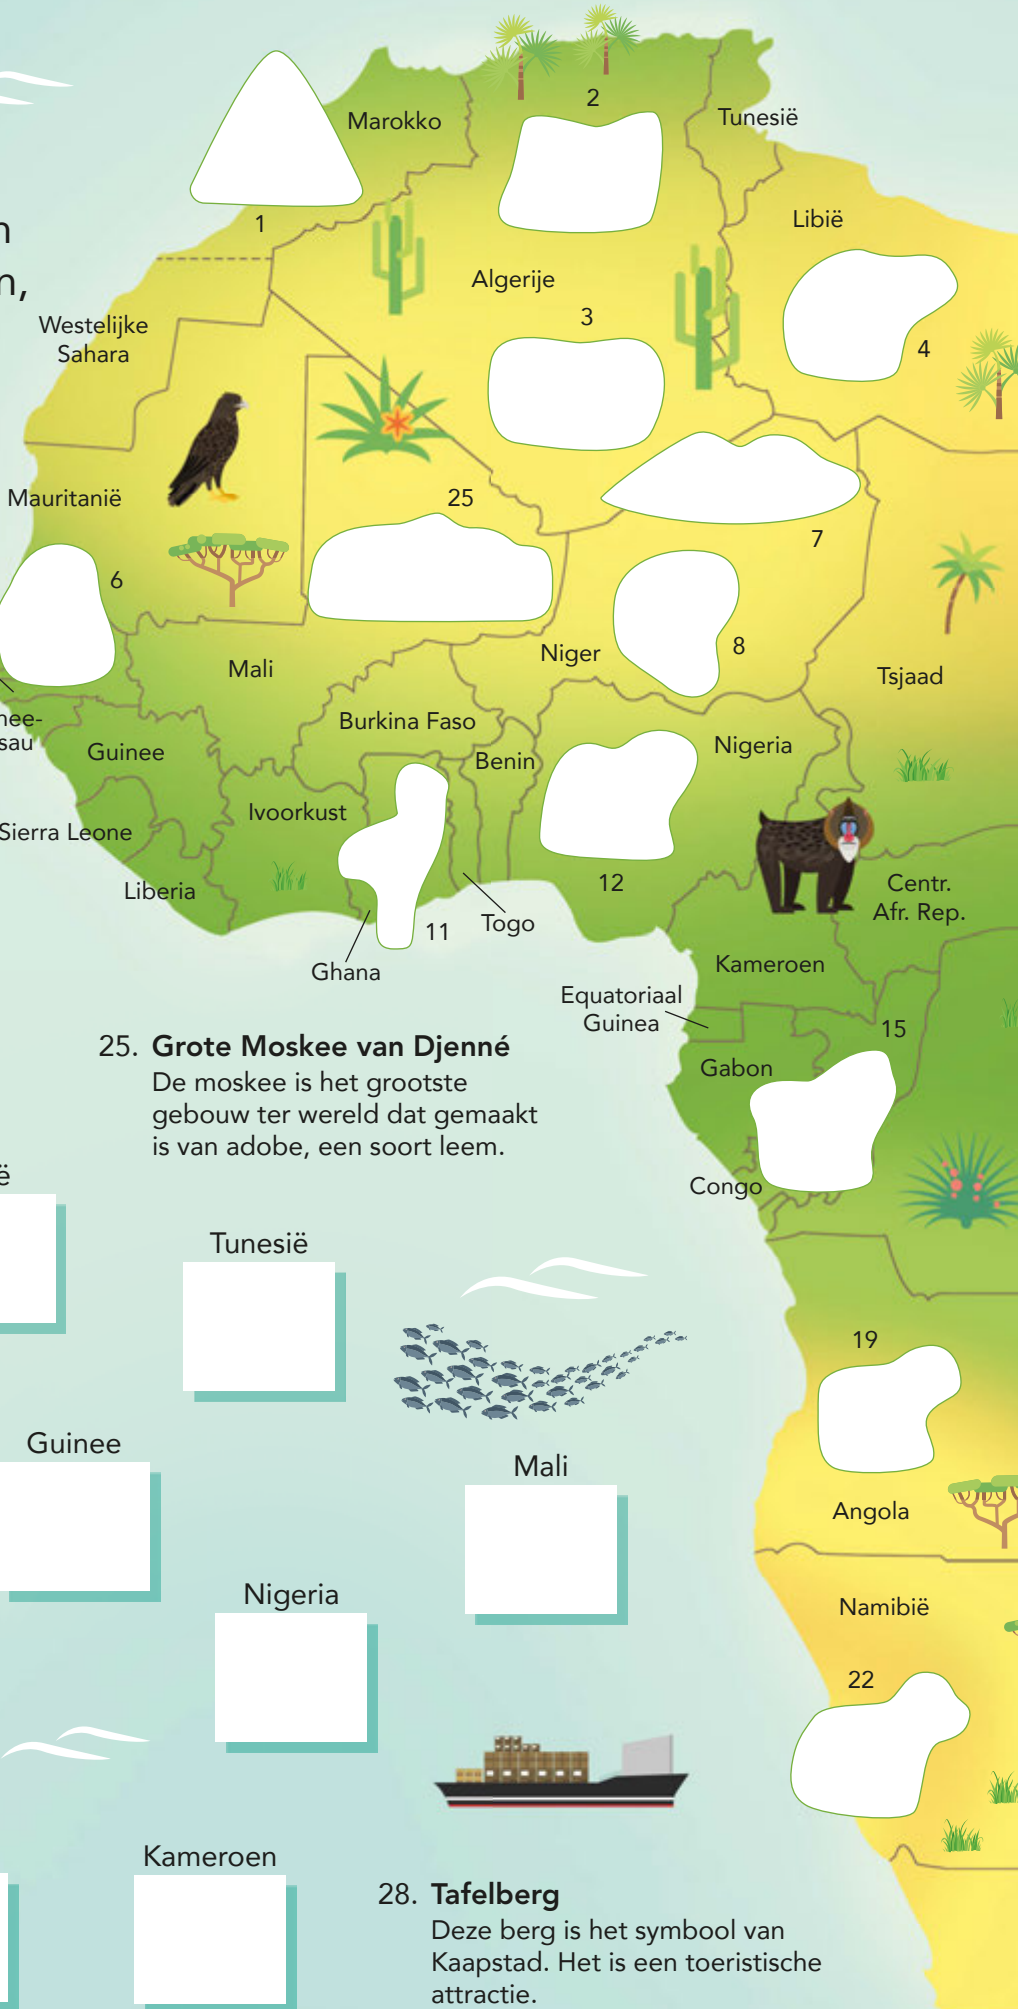 2
Marokko
Tunesië
1
Libië
Algerije
3
4
Westelijke
Sahara
Mauritanië
25
7
6
8
Mali
Niger
Tsjaad
Burkina Faso
Guinee
Benin
Nigeria
Ivoorkust
Sierra Leone
Liberia
12
Centr.
Afr. Rep.
11
Togo
Ghana
Kameroen
Equatoriaal
Guinea
15
Gabon
25. Grote Moskee van Djenné
De moskee is het grootste
gebouw ter wereld dat gemaakt
is van adobe, een soort leem.
Congo
Tunesië
19
Guinee
Mali
Angola
Nigeria
Namibië
22
Kameroen
28. Tafelberg
Deze berg is het symbool van
Kaapstad. Het is een toeristische
attractie.